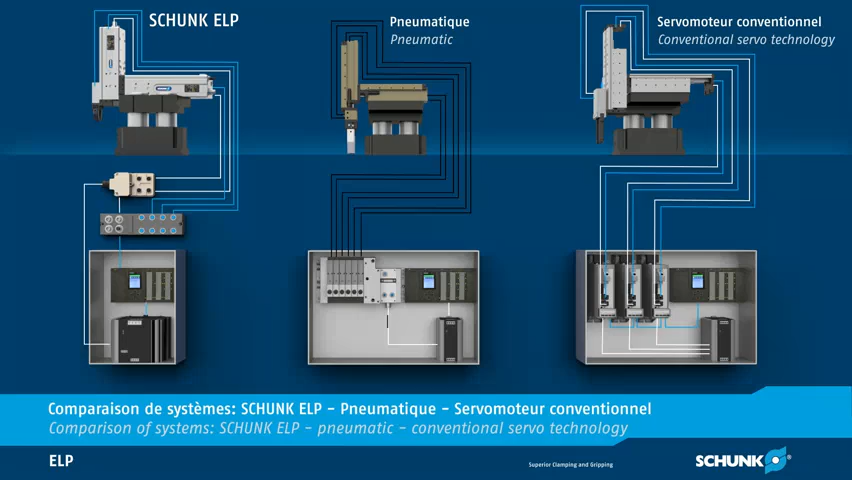 SCHUNK ELP
Pneumatique
Pneumatic
Servomoteur conventionnel
Conventional servo technology
Comparaison de systèmes: SCHUNK ELP – Pneumatique – Servomoteur conventionnel
Comparison of systems: SCHUNK ELP – pneumatic – conventional servo technology
ELP
Superior Clamping and Gripping
SCHUNK ®